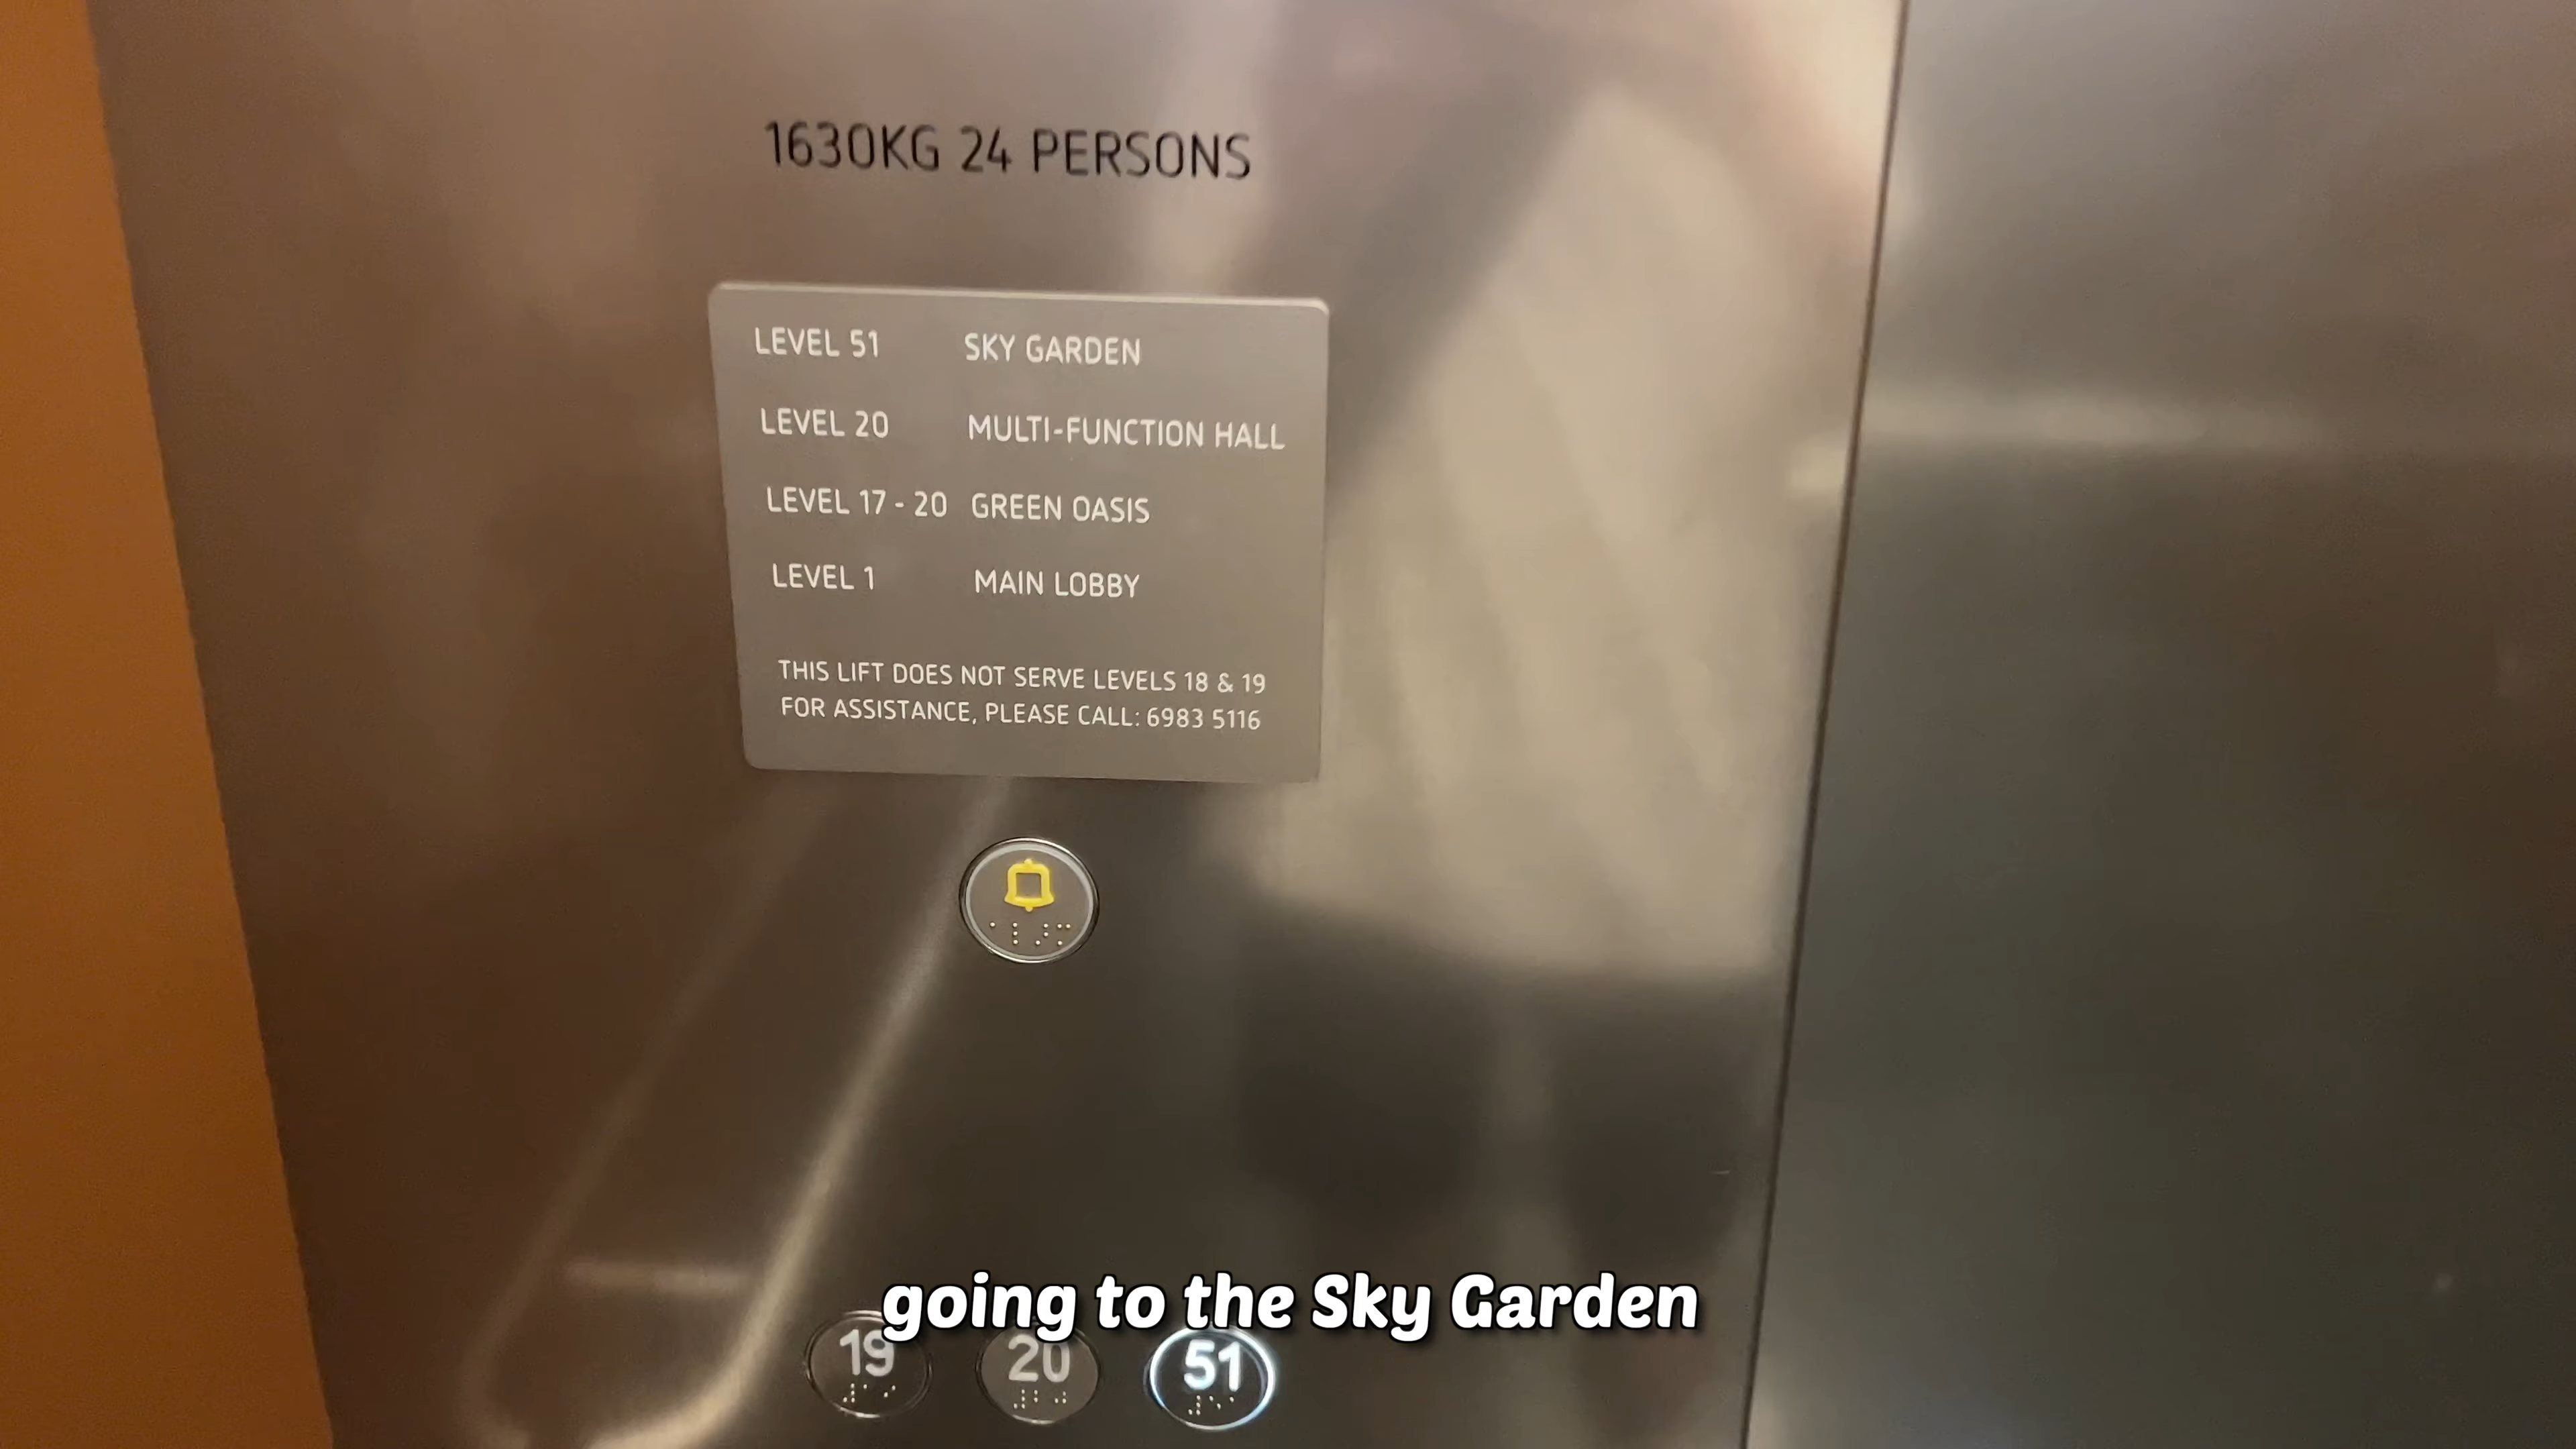 1630KG 24 PERSONS
LEVEL 51 SKY GARDEN
LEVEL 20 MULTI-FUNCTION HALL
LEVEL 17 - 20 GREEN OASIS
LEVEL 1 MAIN LOBBY
THIS LIFT DOES NOT SERVE LEVELS 18 & 19
FOR ASSISTANCE, PLEASE CALL: 6983 5116
going to the Sky Garden
19 20 51